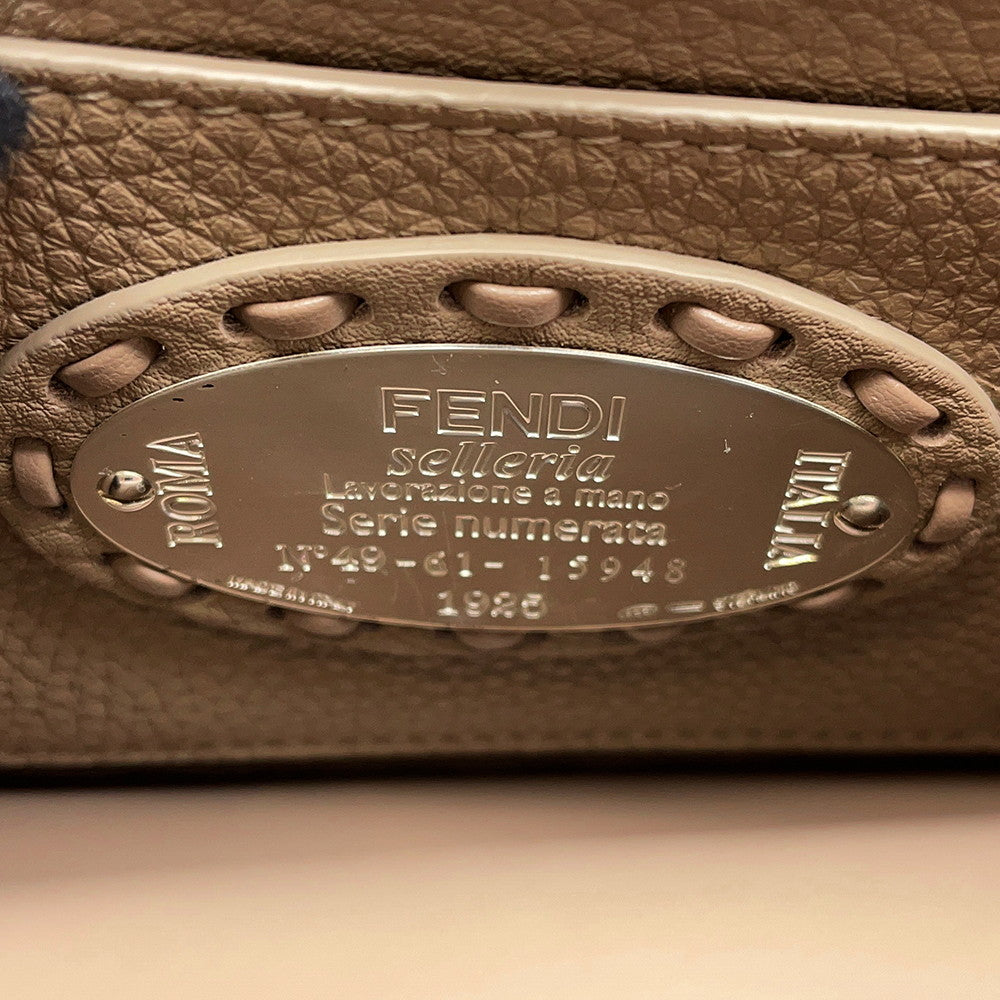 FENDI
selleria
Lavorazione a mano
Serie numerata
N° 49-61-15948
1925
ROMA
ITALIA